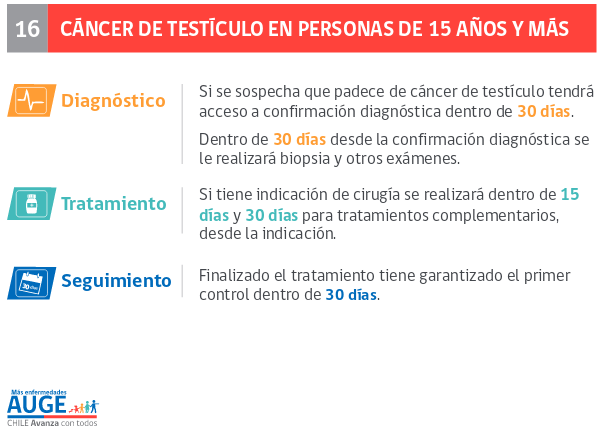 16 CÁNCER DE TESTÍCULO EN PERSONAS DE 15 AÑOS Y MÁS
Diagnóstico
Si se sospecha que padece de cáncer de testículo tendrá
acceso a confirmación diagnóstica dentro de 30 días.
Dentro de 30 días desde la confirmación diagnóstica se
le realizará biopsia y otros exámenes.
Tratamiento
Si tiene indicación de cirugía se realizará dentro de 15
días y 30 días para tratamientos complementarios,
desde la indicación.
30 días
Seguimiento
Finalizado el tratamiento tiene garantizado el primer
control dentro de 30 días.
Más enfermedades
AUGE
CHILE Avanza con todos